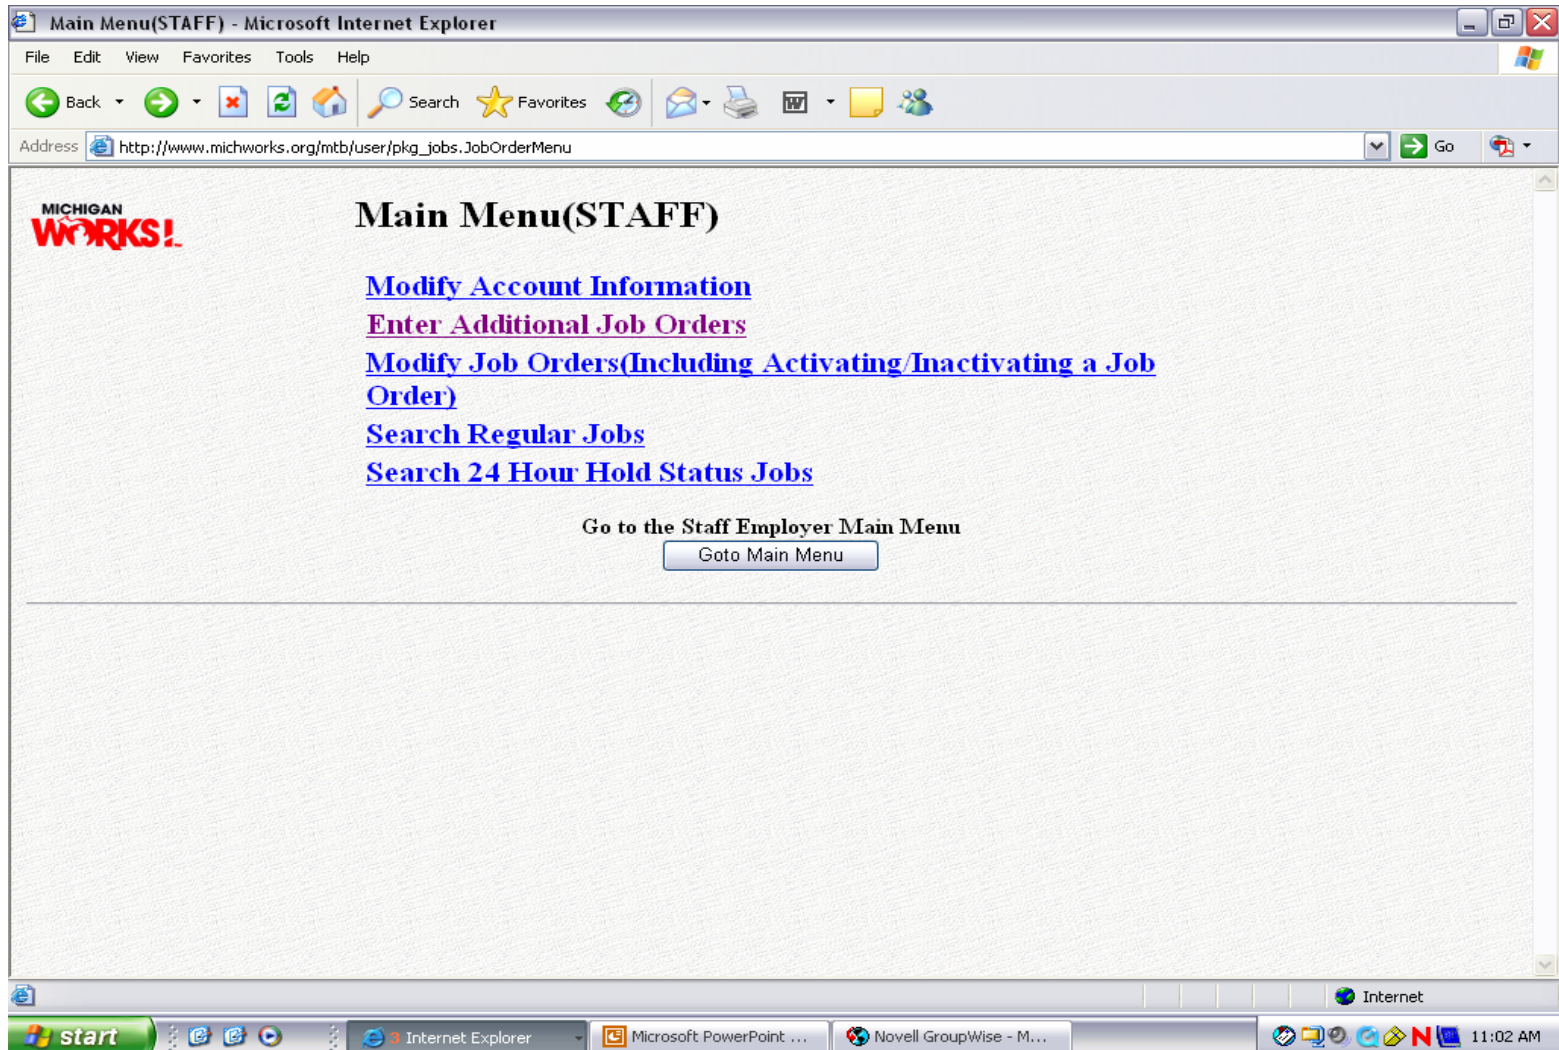 Main Menu(STAFF) - Microsoft Internet Explorer
File Edit View Favorites Tools Help
Back Search Favorites
Address http://www.michworks.org/mtb/user/pkg_jobs.JobOrderMenu Go
MICHIGAN
WORKS!
Main Menu(STAFF)
Modify Account Information
Enter Additional Job Orders
Modify Job Orders(Including Activating/Inactivating a Job
Order)
Search Regular Jobs
Search 24 Hour Hold Status Jobs
Go to the Staff Employer Main Menu
Goto Main Menu
Internet
start 3 Internet Explorer Microsoft PowerPoint ... Novell GroupWise - M... N 11:02 AM